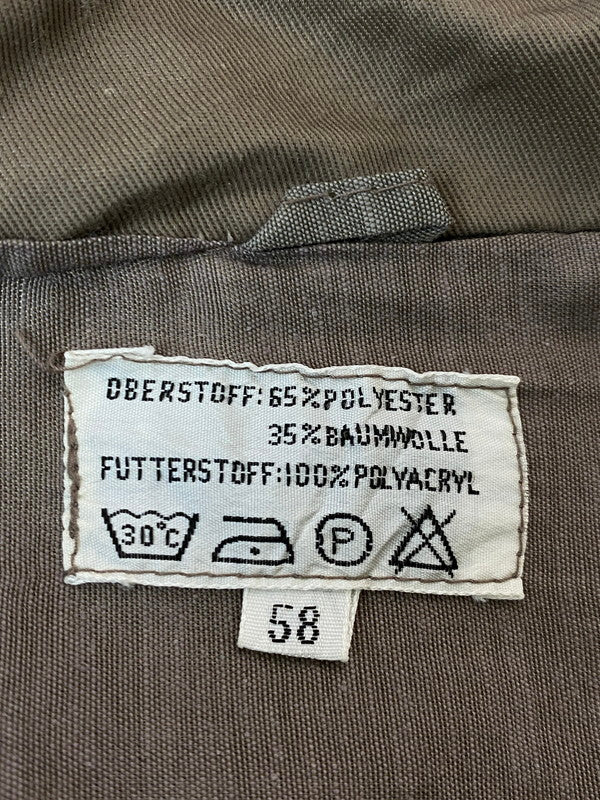 OBERSTOFF: 65% POLYESTER
35% BAUMWOLLE
FUTTERSTOFF: 100% POLYACRYL
30°C P
58